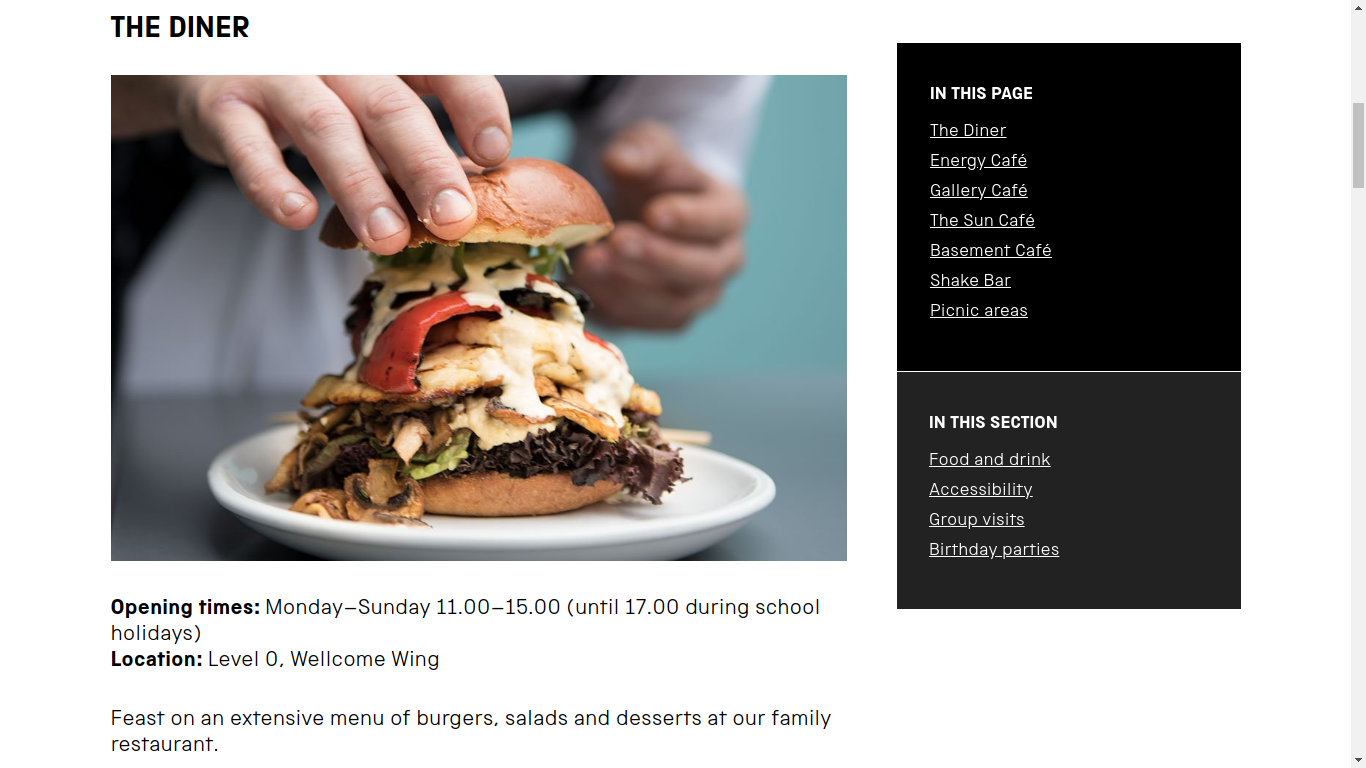 THE DINER
Opening times: Monday–Sunday 11.00–15.00 (until 17.00 during school
holidays)
Location: Level 0, Wellcome Wing
Feast on an extensive menu of burgers, salads and desserts at our family
restaurant.
IN THIS PAGE
The Diner
Energy Café
Gallery Café
The Sun Café
Basement Café
Shake Bar
Picnic areas
IN THIS SECTION
Food and drink
Accessibility
Group visits
Birthday parties